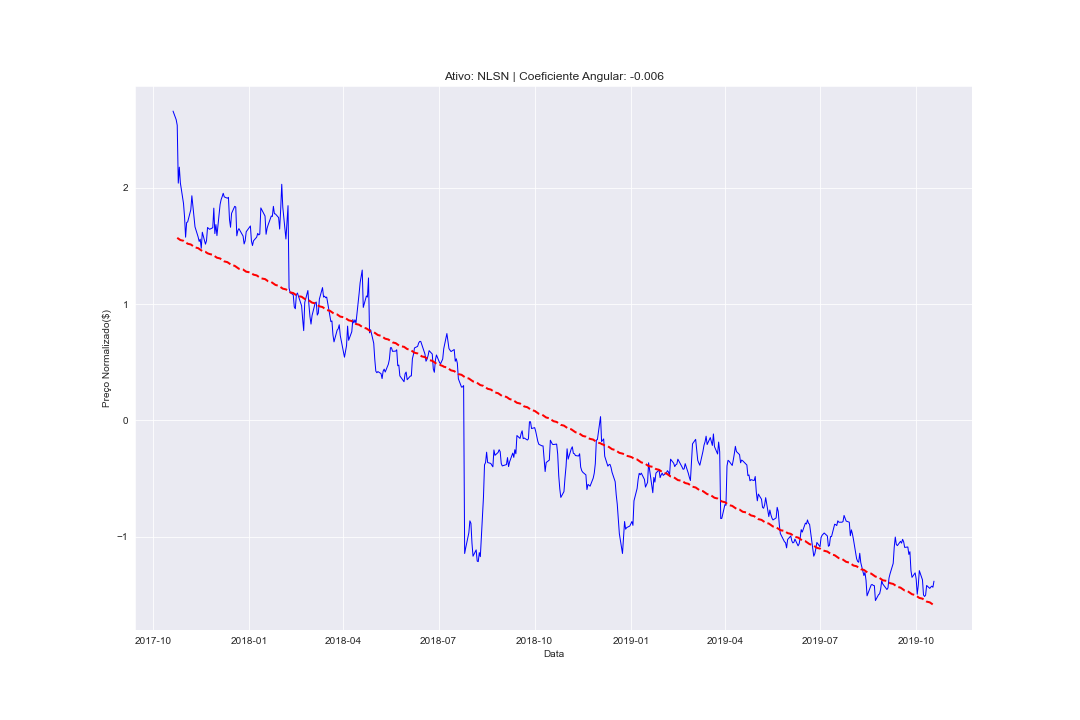 Ativo: NLSN | Coeficiente Angular: -0.006
Preço Normalizado($)
2
1
0
−1
2017-10 2018-01 2018-04 2018-07 2018-10 2019-01 2019-04 2019-07 2019-10
Data